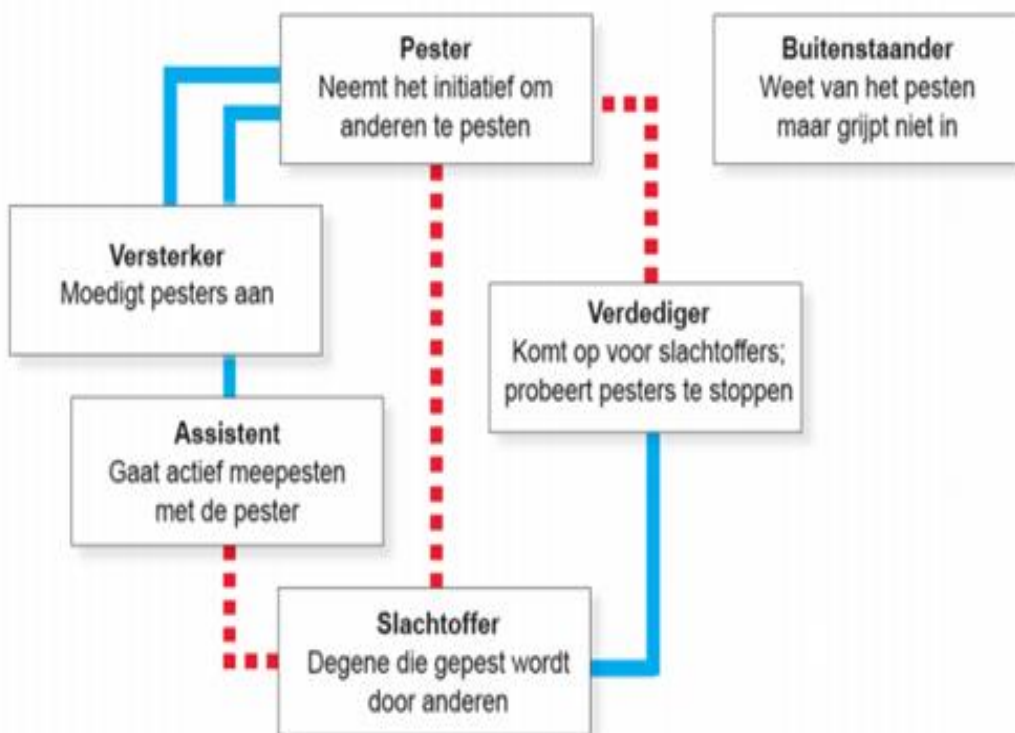 Pester
Neemt het initiatief om
anderen te pesten
Buitenstaander
Weet van het pesten
maar grijpt niet in
Versterker
Moedigt pesters aan
Verdediger
Komt op voor slachtoffers;
probeert pesters te stoppen
Assistent
Gaat actief meepesten
met de pester
Slachtoffer
Degene die gepest wordt
door anderen